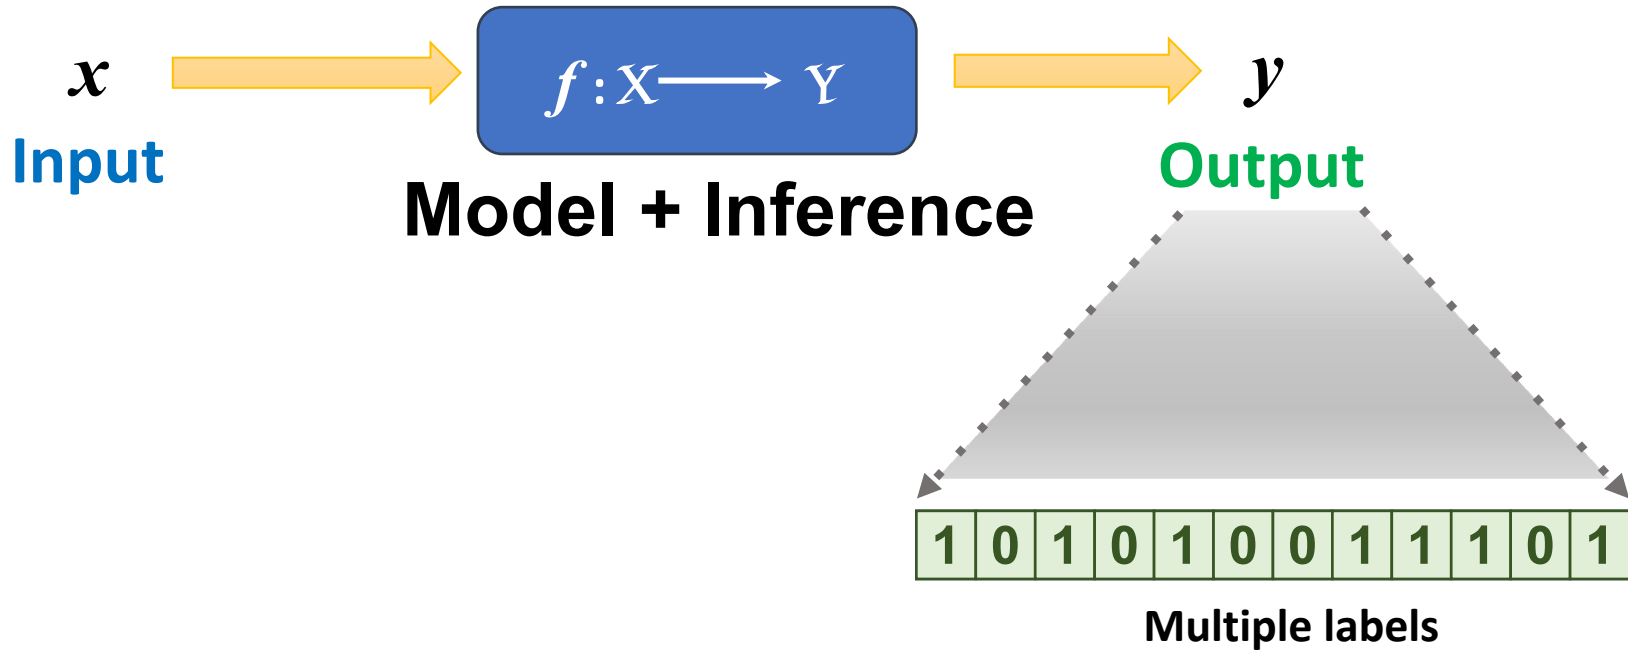 x
f : X ⟶ Y
y
Input
Output
Model + Inference
1 0 1 0 1 0 0 1 1 1 0 1
Multiple labels